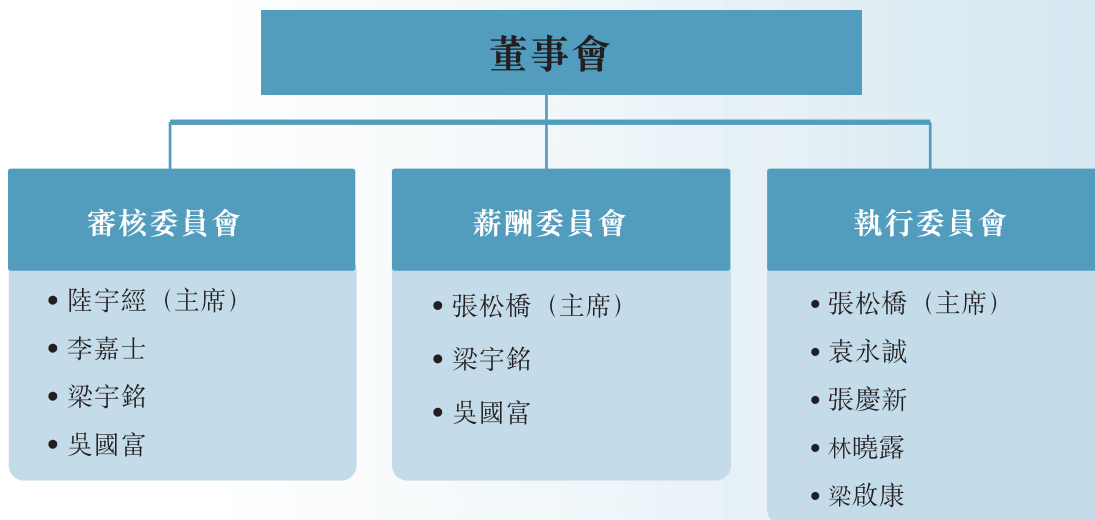 董事會
審核委員會
• 陸宇經（主席）
• 李嘉士
• 梁宇銘
• 吳國富
薪酬委員會
• 張松橋（主席）
• 梁宇銘
• 吳國富
執行委員會
• 張松橋（主席）
• 袁永誠
• 張慶新
• 林曉露
• 梁啟康